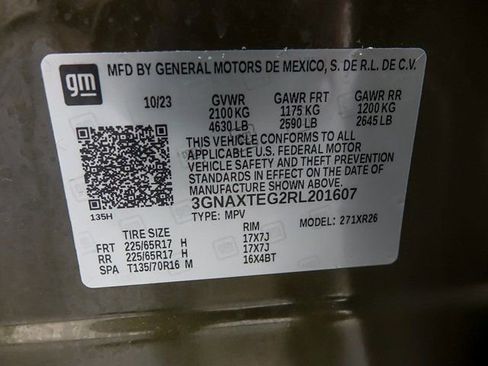 gm
MFD BY GENERAL MOTORS DE MEXICO, S. DE R.L. DE C.V.
10/23 GVWR GAWR FRT GAWR RR
2100 KG 1175 KG 1200 KG
4630 LB 2590 LB 2645 LB
THIS VEHICLE CONFORMS TO ALL
APPLICABLE U.S. FEDERAL MOTOR
VEHICLE SAFETY AND THEFT PREVENTION
STANDARDS IN EFFECT ON THE DATE OF
MANUFACTURE SHOWN ABOVE.
3GNAXTEG2RL201607
135H
TYPE: MPV MODEL: 271XR26
TIRE SIZE RIM
FRT 225/65R17 H 17X7J
RR 225/65R17 H 17X7J
SPA T135/70R16 M 16X4BT